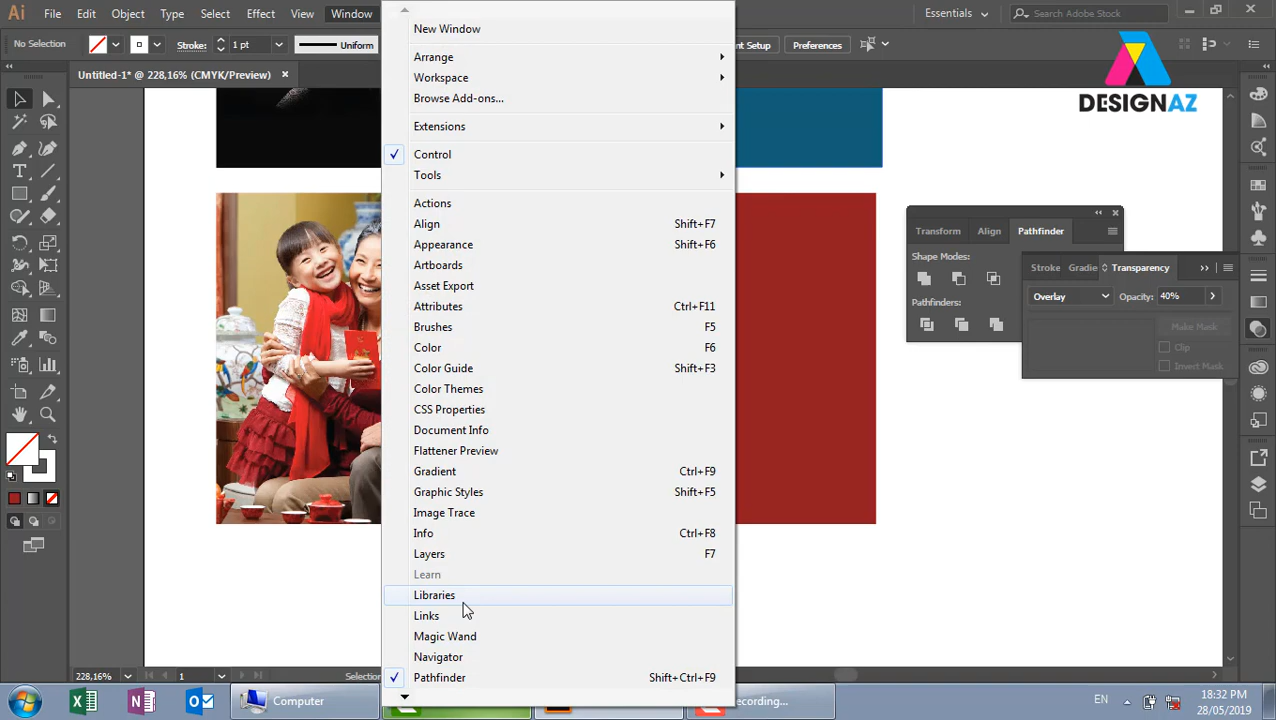 Ai File Edit Object Type Select Effect View Window Essentials Search Adobe Stock
No Selection Stroke: 1 pt Uniform Preferences
Untitled-1* @ 228,16% (CMYK/Preview)
New Window
Arrange
Workspace
Browse Add-ons...
Extensions
Control
Tools
Actions
Align Shift+F7
Appearance Shift+F6
Artboards
Asset Export
Attributes Ctrl+F11
Brushes F5
Color F6
Color Guide Shift+F3
Color Themes
CSS Properties
Document Info
Flattener Preview
Gradient Ctrl+F9
Graphic Styles Shift+F5
Image Trace
Info Ctrl+F8
Layers F7
Learn
Libraries
Links
Magic Wand
Navigator
Pathfinder Shift+Ctrl+F9
DESIGNAZ
Transform Align Pathfinder
Shape Modes:
Pathfinders:
Stroke Gradie Transparency
Overlay Opacity: 40%
Make Mask
Clip
Invert Mask
228,16% 1
Computer
EN 18:32 PM
28/05/2019